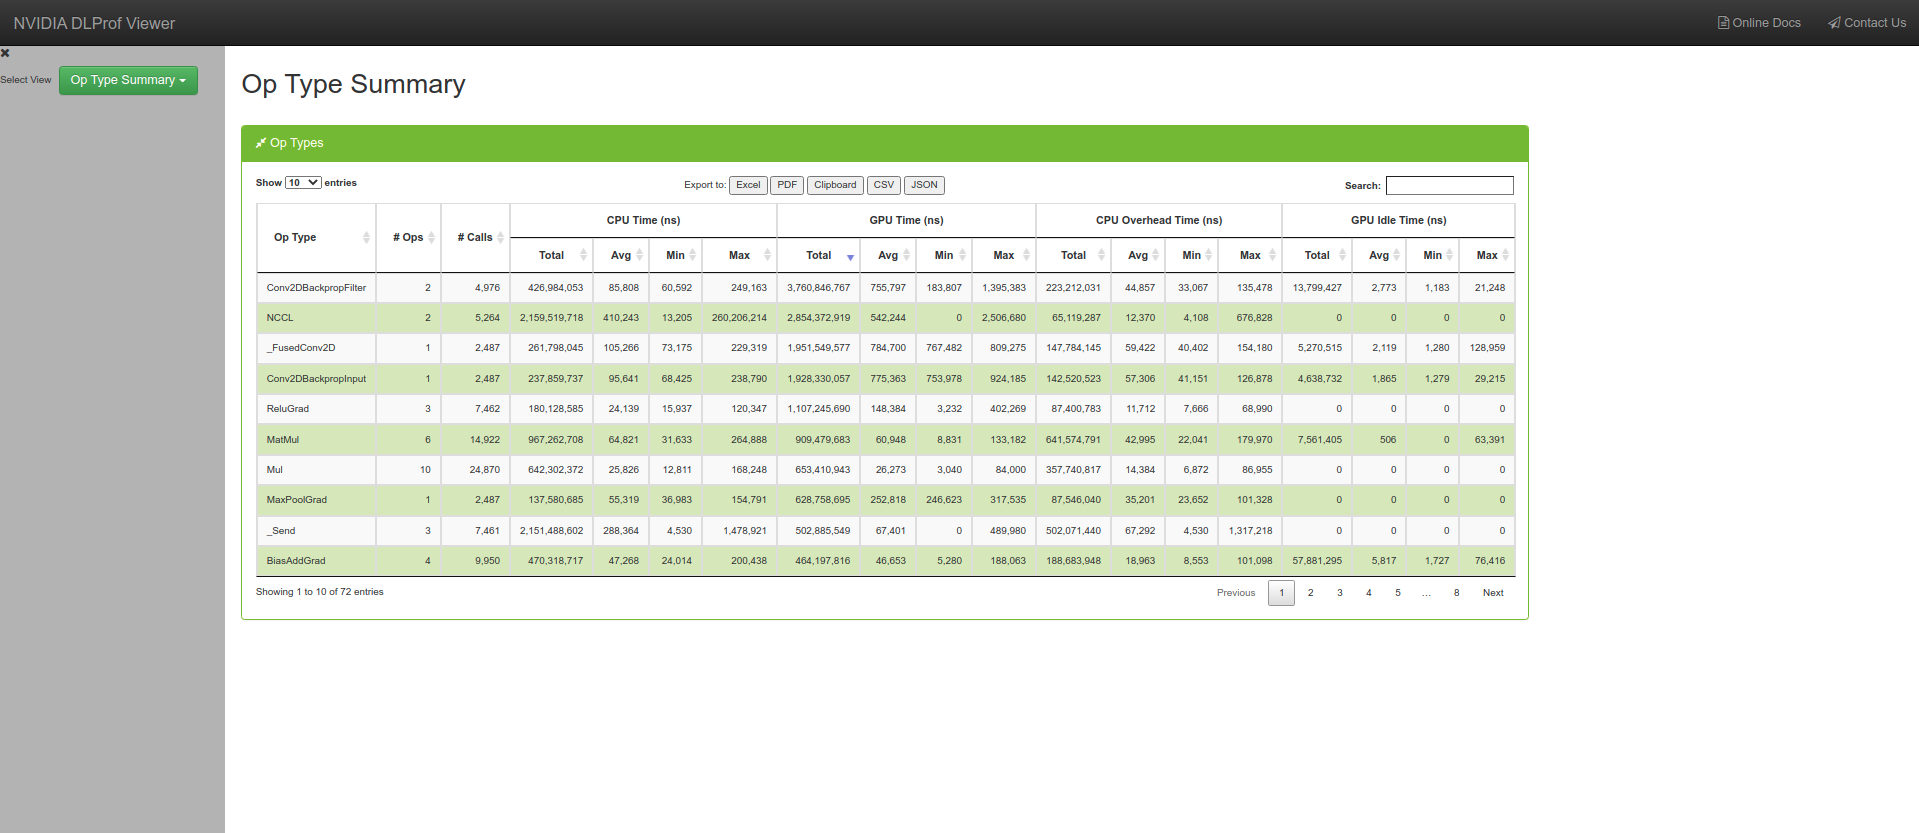 NVIDIA DLProf Viewer Online Docs Contact Us
Select View Op Type Summary
Op Type Summary
Op Types
Show 10 entries Export to: Excel PDF Clipboard CSV JSON Search:
Op Type # Ops # Calls CPU Time (ns) GPU Time (ns) CPU Overhead Time (ns) GPU Idle Time (ns)
Total Avg Min Max Total Avg Min Max Total Avg Min Max Total Avg Min Max
Conv2DBackpropFilter 2 4,976 426,984,053 85,808 60,592 249,163 3,760,846,767 755,797 183,807 1,395,383 223,212,031 44,857 33,067 135,478 13,799,427 2,773 1,183 21,248
NCCL 2 5,264 2,159,519,718 410,243 13,205 260,206,214 2,854,372,919 542,244 0 2,506,680 65,119,287 12,370 4,108 676,828 0 0 0 0
_FusedConv2D 1 2,487 261,798,045 105,266 73,175 229,319 1,951,549,577 784,700 767,482 809,275 147,784,145 59,422 40,402 154,180 5,270,515 2,119 1,280 128,959
Conv2DBackpropInput 1 2,487 237,859,737 95,641 68,425 238,790 1,928,330,057 775,363 753,978 924,185 142,520,523 57,306 41,151 126,878 4,638,732 1,865 1,279 29,215
ReluGrad 3 7,462 180,128,585 24,139 15,937 120,347 1,107,245,690 148,384 3,232 402,269 87,400,783 11,712 7,666 68,990 0 0 0 0
MatMul 6 14,922 967,262,708 64,821 31,633 264,888 909,479,683 60,948 8,831 133,182 641,574,791 42,995 22,041 179,970 7,561,405 506 0 63,391
Mul 10 24,870 642,302,372 25,826 12,811 168,248 653,410,943 26,273 3,040 84,000 357,740,817 14,384 6,872 86,955 0 0 0 0
MaxPoolGrad 1 2,487 137,580,685 55,319 36,983 154,791 628,758,695 252,818 246,623 317,535 87,546,040 35,201 23,652 101,328 0 0 0 0
_Send 3 7,461 2,151,488,602 288,364 4,530 1,478,921 502,885,549 67,401 0 489,980 502,071,440 67,292 4,530 1,317,218 0 0 0 0
BiasAddGrad 4 9,950 470,318,717 47,268 24,014 200,438 464,197,816 46,653 5,280 188,063 188,683,948 18,963 8,553 101,098 57,881,295 5,817 1,727 76,416
Showing 1 to 10 of 72 entries Previous 1 2 3 4 5 … 8 Next